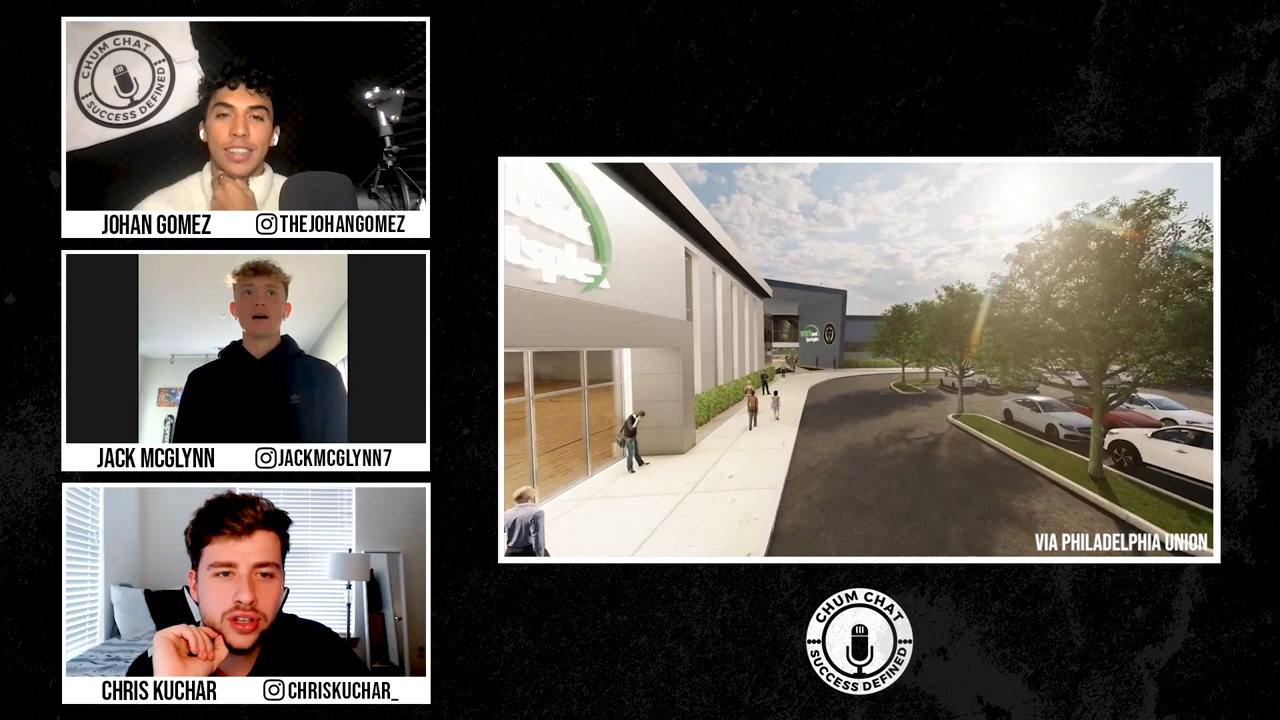 CHUM CHAT
SUCCESS DEFINED
JOHAN GOMEZ
THEJOHANGOMEZ
JACK MCGLYNN
JACKMCGLYNN7
CHRIS KUCHAR
CHRISKUCHAR_
VIA PHILADELPHIA UNION
CHUM CHAT
SUCCESS DEFINED